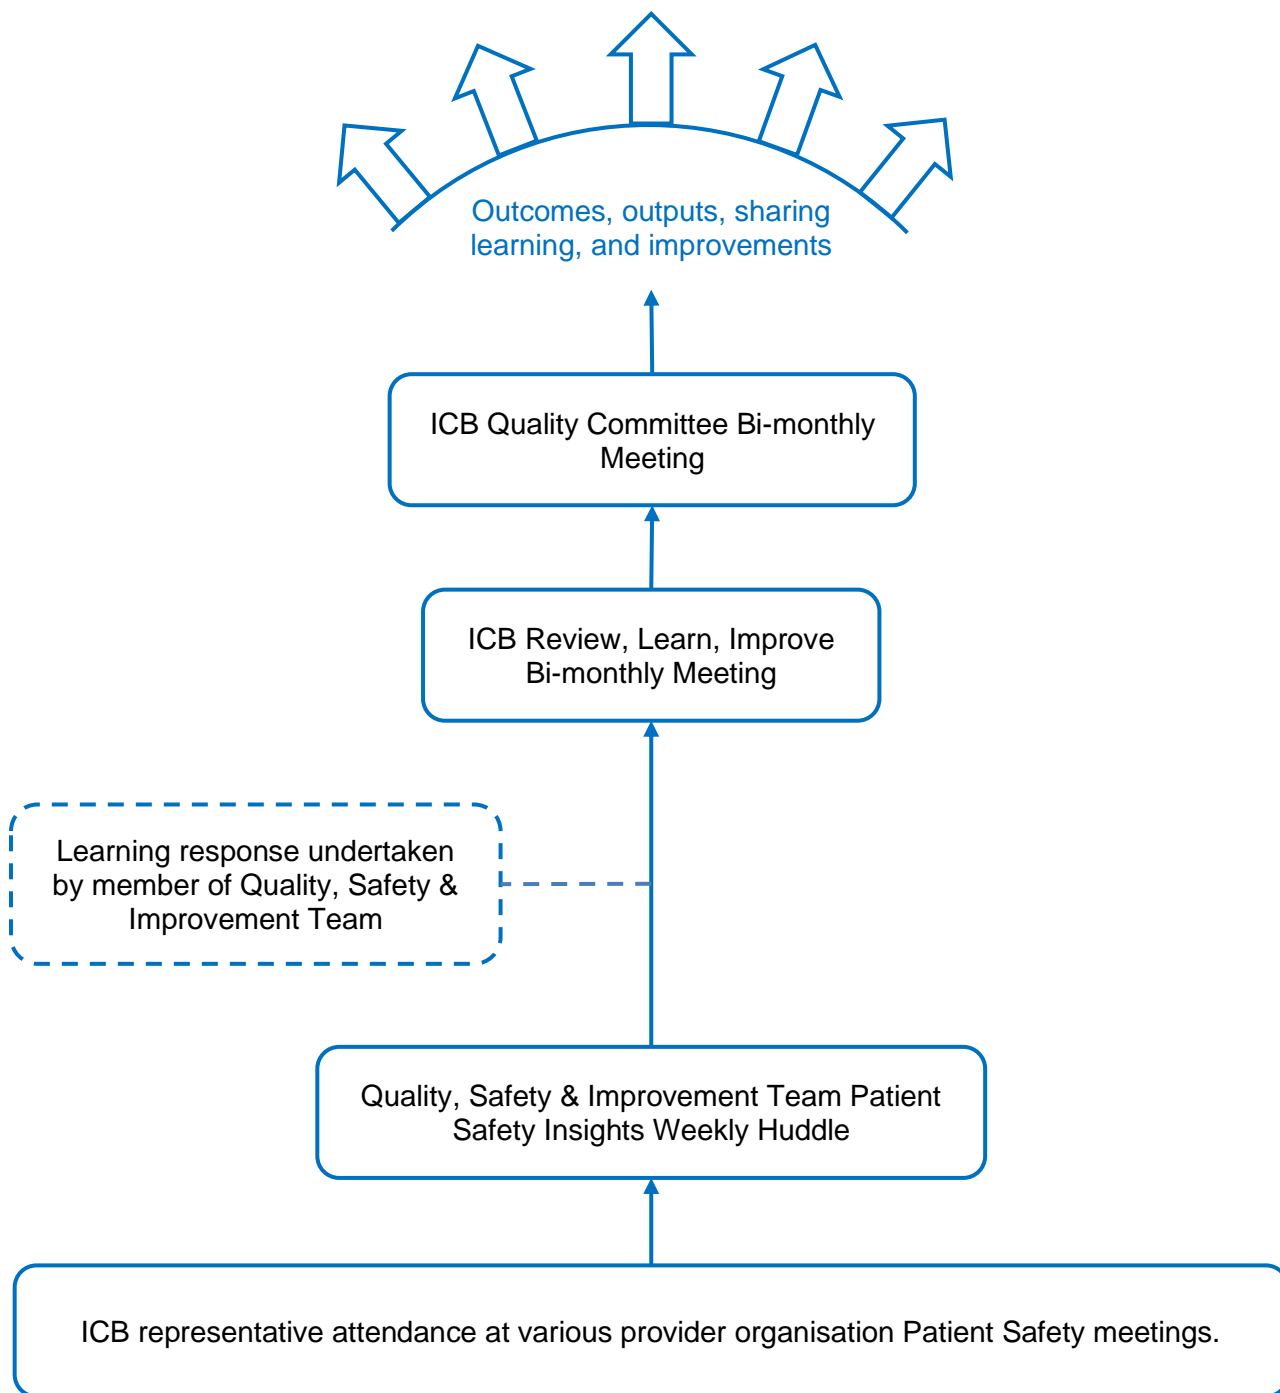 Outcomes, outputs, sharing
learning, and improvements
ICB Quality Committee Bi-monthly
Meeting
ICB Review, Learn, Improve
Bi-monthly Meeting
Learning response undertaken
by member of Quality, Safety &
Improvement Team
Quality, Safety & Improvement Team Patient
Safety Insights Weekly Huddle
ICB representative attendance at various provider organisation Patient Safety meetings.